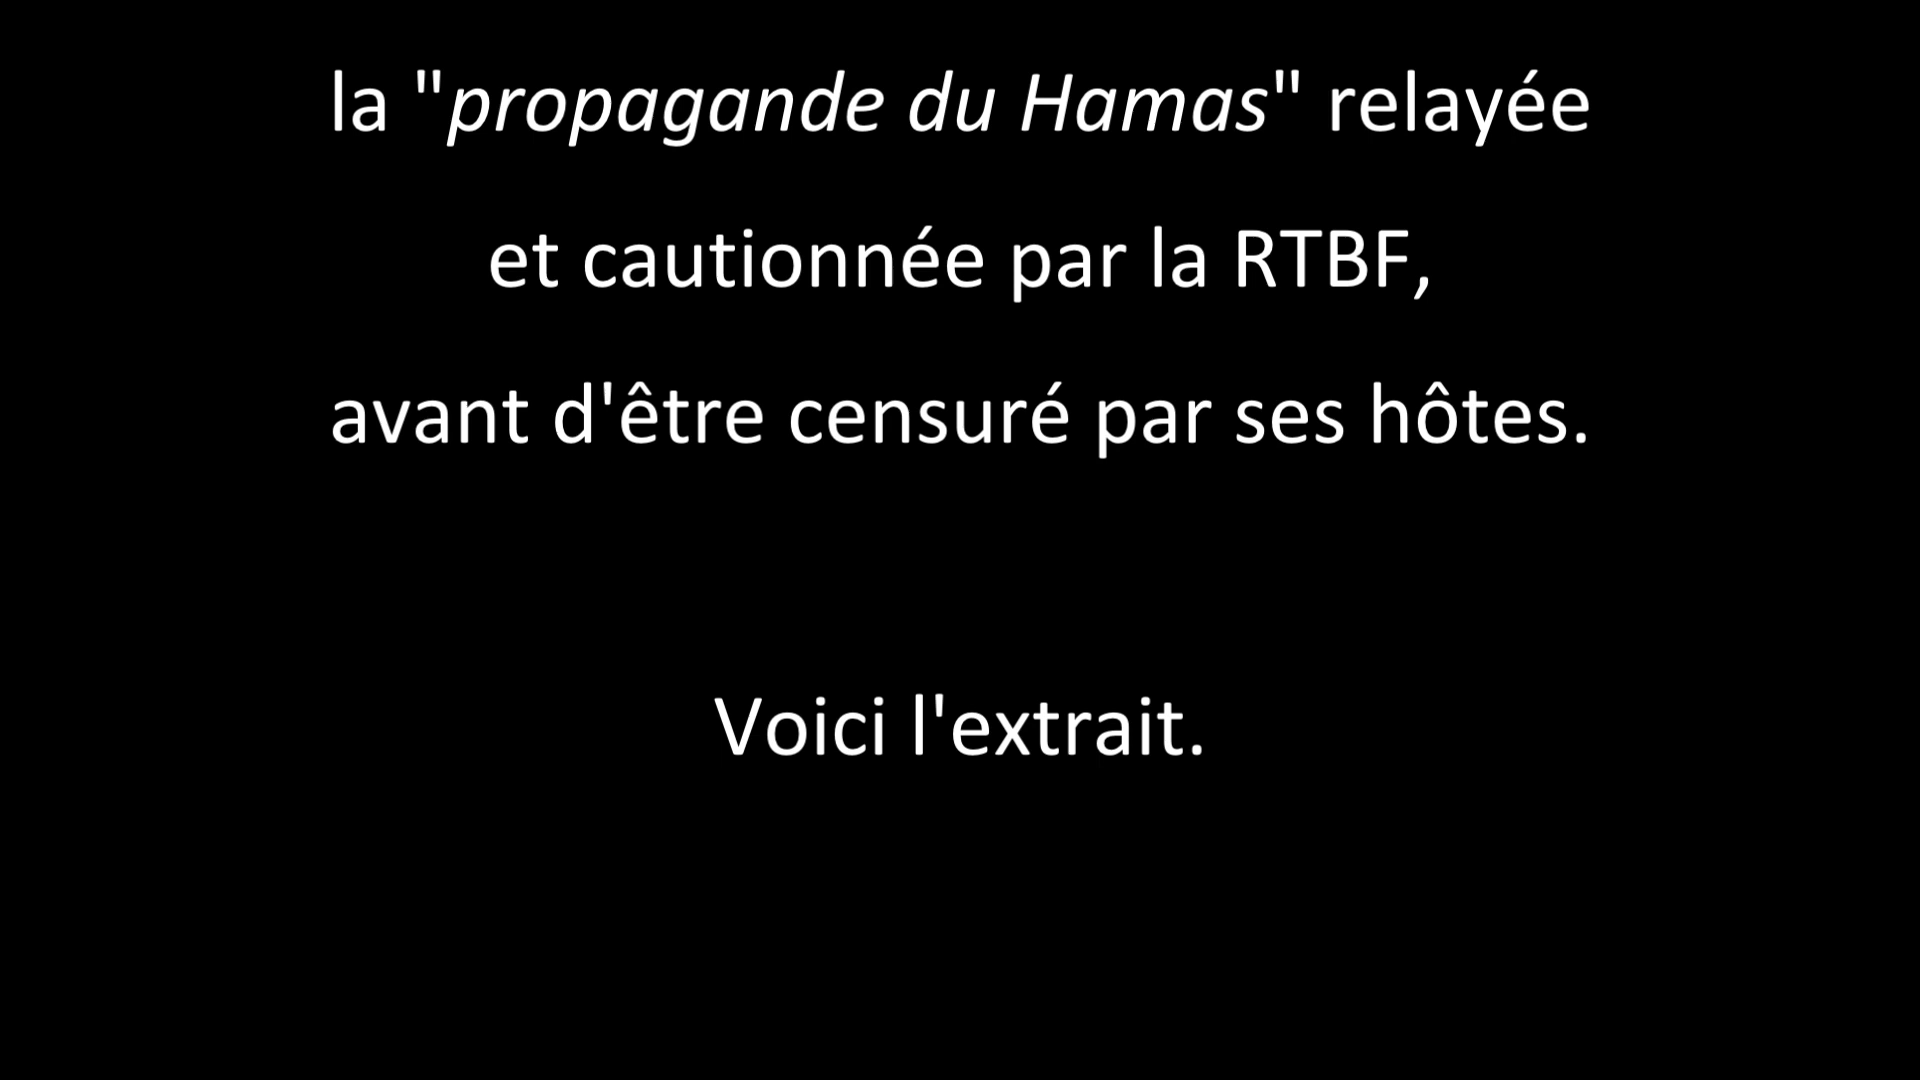 la "propagande du Hamas" relayée
et cautionnée par la RTBF,
avant d'être censuré par ses hôtes.
Voici l'extrait.